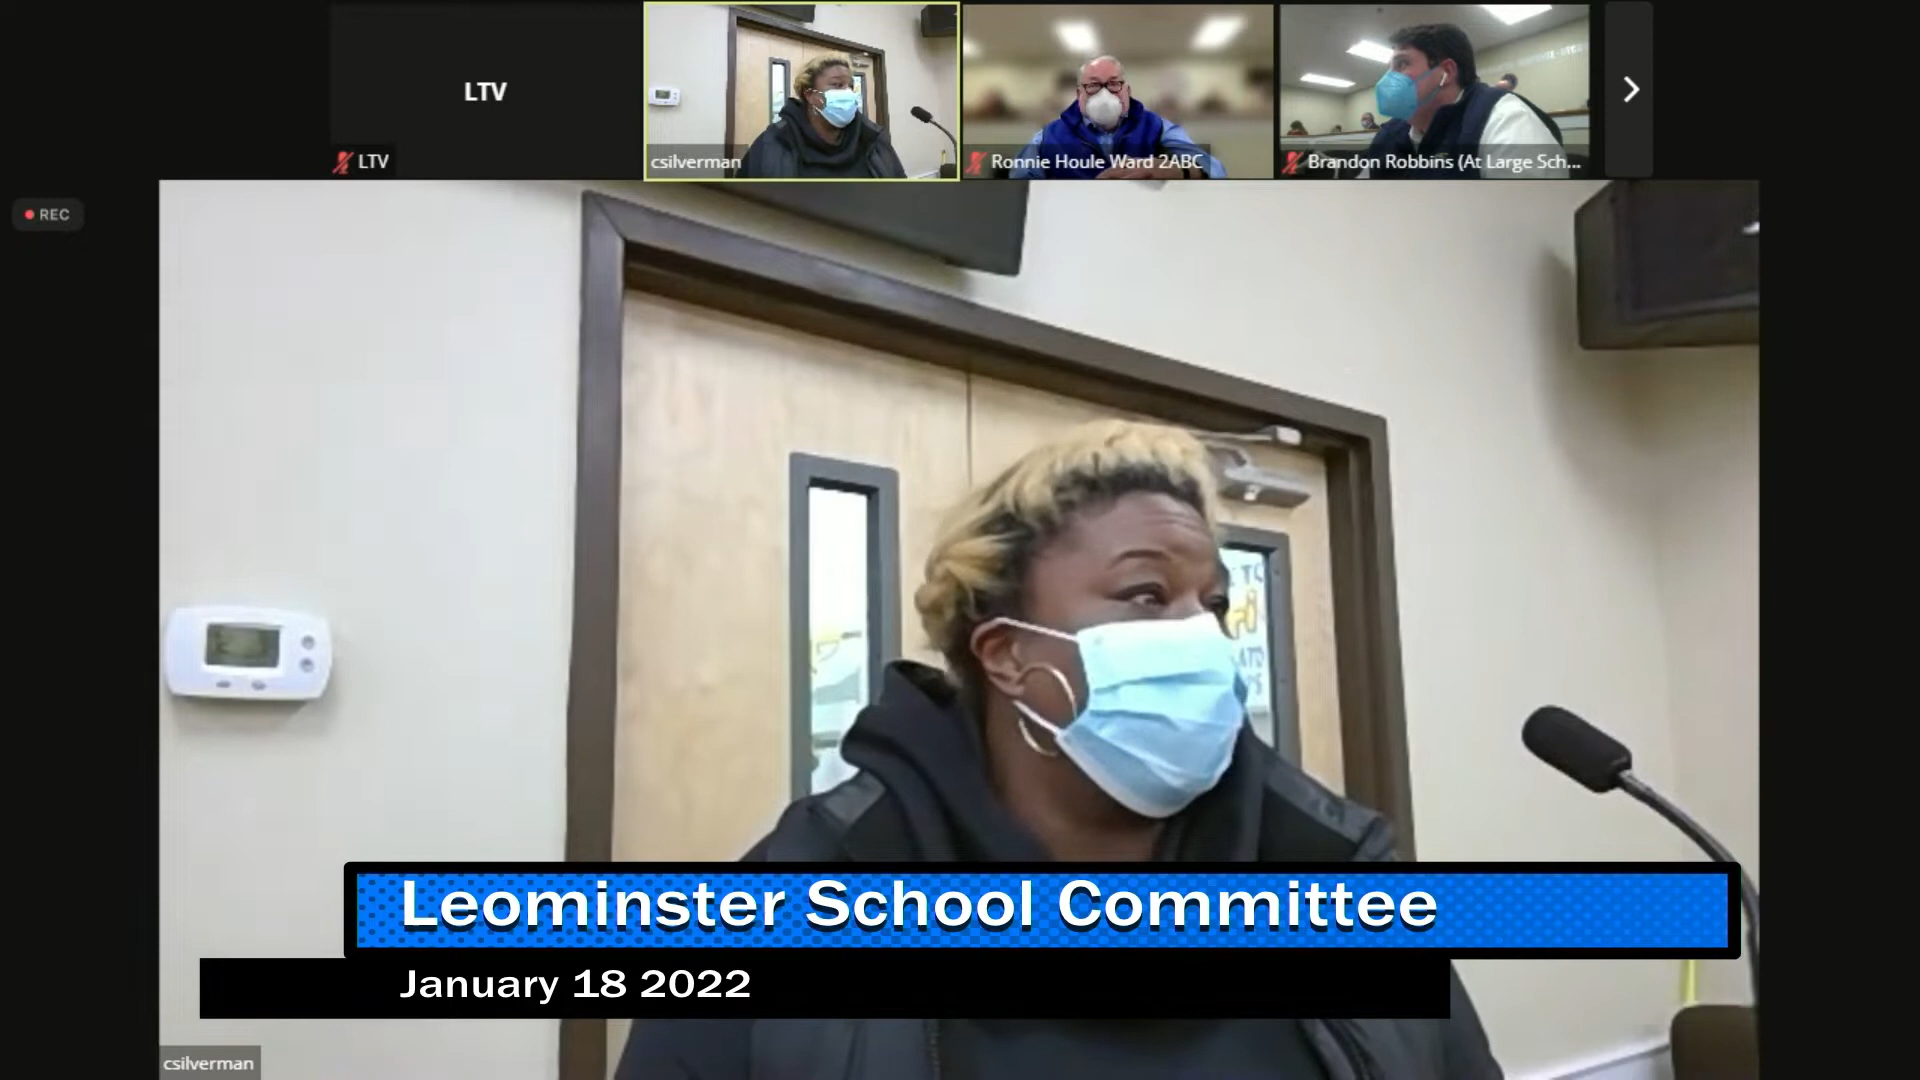 LTV
LTV
csilverman
Ronnie Houle Ward 2ABC
Brandon Robbins (At Large Sch...
REC
Leominster School Committee
January 18 2022
csilverman